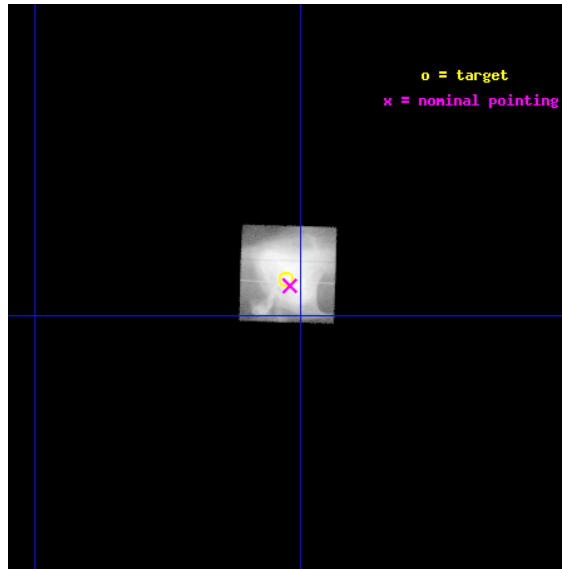 o = target
x = nominal pointing